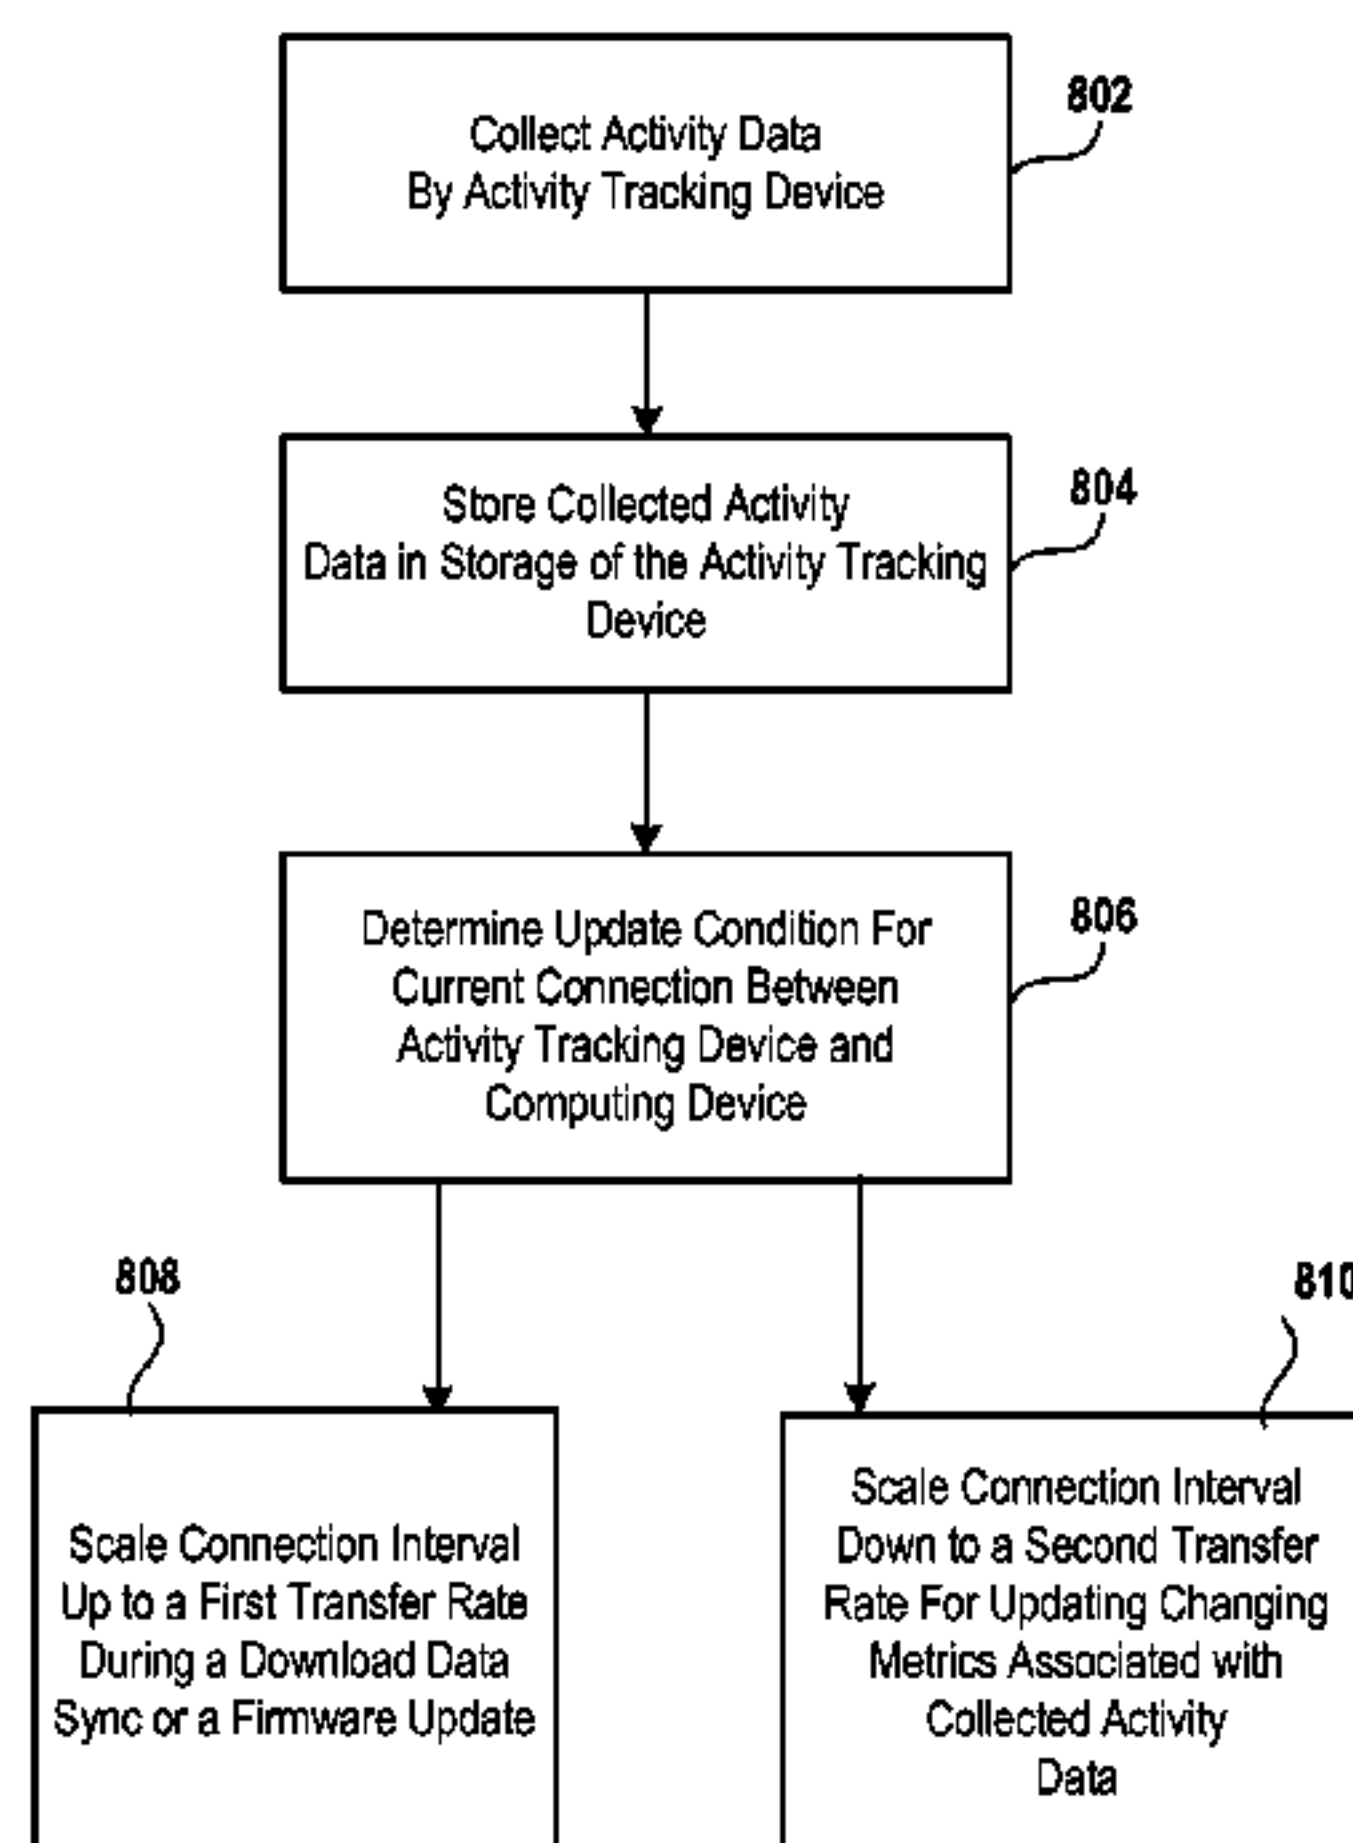 802
Collect Activity Data
By Activity Tracking Device
804
Store Collected Activity
Data in Storage of the Activity Tracking
Device
806
Determine Update Condition For
Current Connection Between
Activity Tracking Device and
Computing Device
808
810
Scale Connection Interval
Up to a First Transfer Rate
During a Download Data
Sync or a Firmware Update
Scale Connection Interval
Down to a Second Transfer
Rate For Updating Changing
Metrics Associated with
Collected Activity
Data